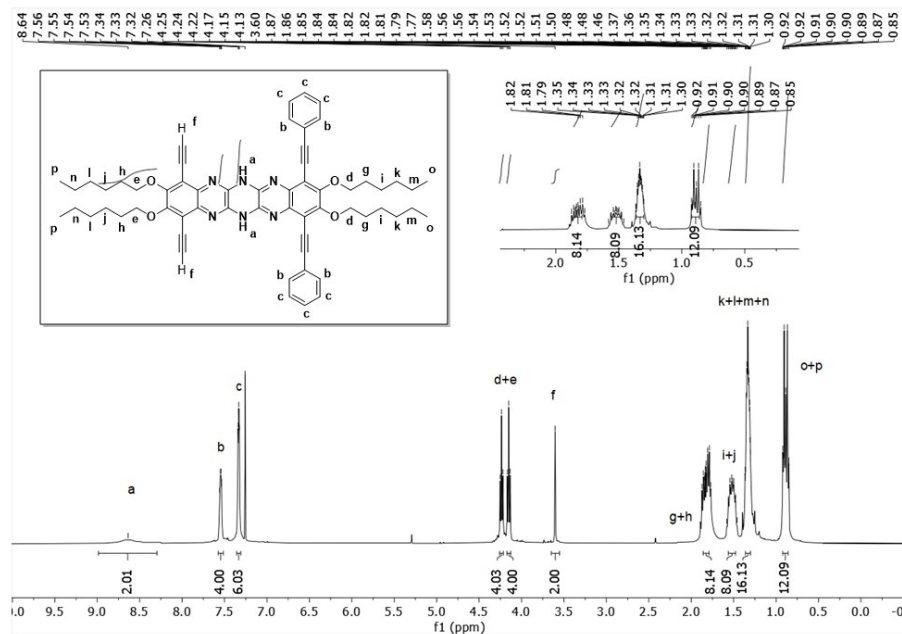 8.64 7.56 7.55 7.55 7.54 7.53 7.34 7.33 7.32 7.26 4.25 4.24 4.22 4.17 4.15 4.13 3.60 1.87 1.86 1.85 1.84 1.84 1.82 1.82 1.81 1.79 1.77 1.58 1.56 1.56 1.54 1.53 1.52 1.52 1.51 1.50 1.48 1.48 1.46 1.37 1.36 1.35 1.34 1.33 1.33 1.32 1.32 1.31 1.31 1.30 0.92 0.92 0.91 0.90 0.90 0.89 0.87 0.85
1.82 1.81 1.79 1.35 1.34 1.33 1.33 1.32 1.32 1.31 1.31 1.30 0.92 0.91 0.90 0.90 0.89 0.87 0.85
c
c c
b b
H f
a
p l j h e H N N N g k o
n O N d i m
O N N N O
n j H d i m
p l h e a g k o
H f
b b
c c
c
8.14 8.09 16.13 12.09
2.0 1.5 1.0 0.5
f1 (ppm)
k+l+m+n
o+p
d+e
c
f
b
i+j
a
g+h
2.01 4.00 6.03 4.03 4.00 2.00 8.14 8.09 16.13 12.09
9.5 9.0 8.5 8.0 7.5 7.0 6.5 6.0 5.5 5.0 4.5 4.0 3.5 3.0 2.5 2.0 1.5 1.0 0.5 0.0
f1 (ppm)